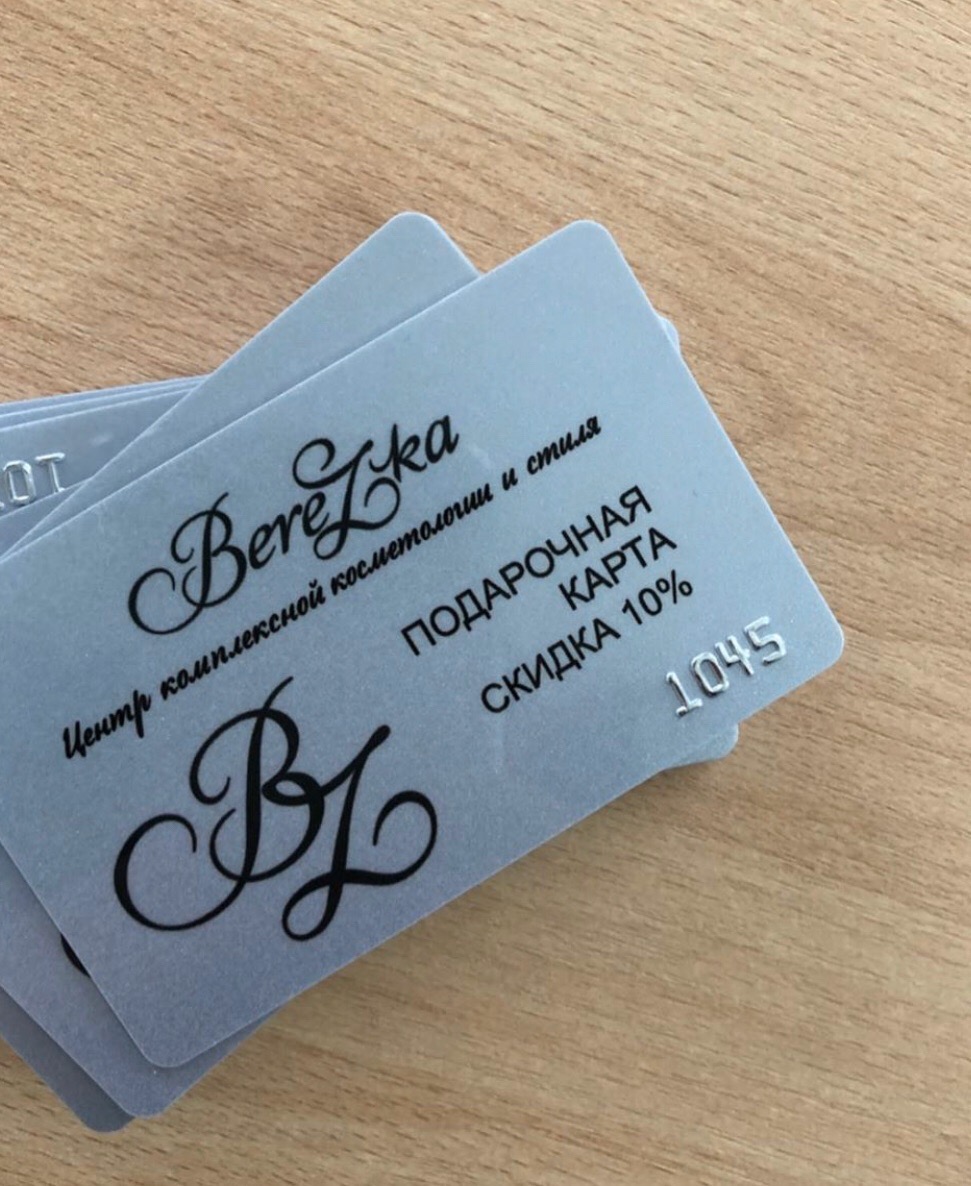 BereZka
Центр комплексной косметологии и стиля
ПОДАРОЧНАЯ
КАРТА
СКИДКА 10%
1045
BZ